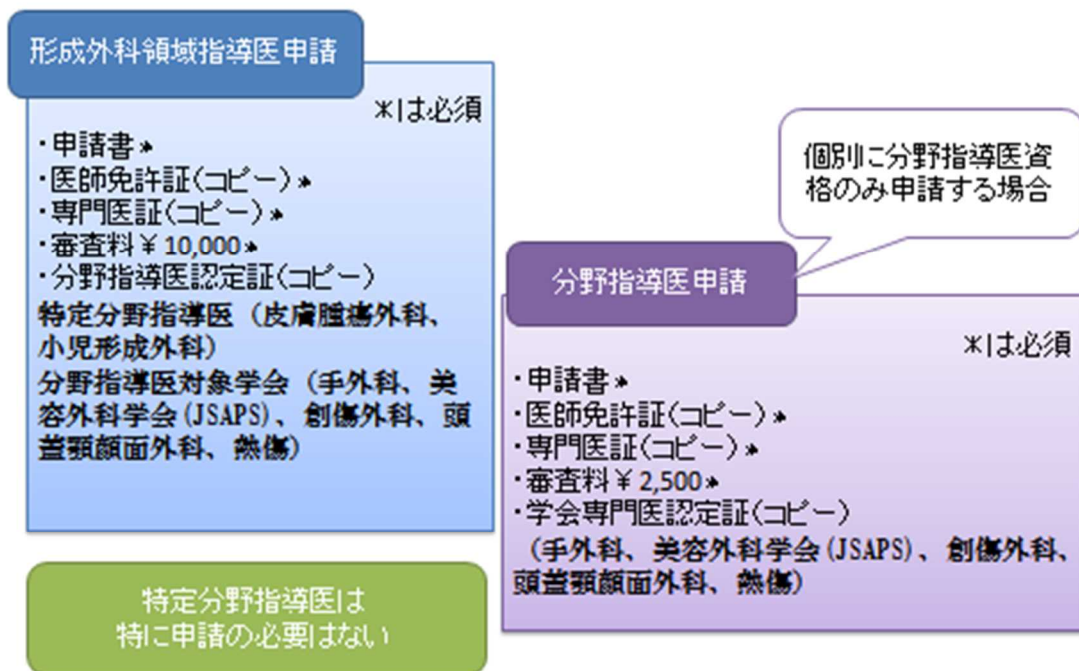 形成外科領域指導医申請
*は必須
・申請書*
・医師免許証(コピー)*
・専門医証(コピー)*
・審査料¥10,000*
・分野指導医認定証(コピー)
特定分野指導医（皮膚腫瘍外科、
小児形成外科）
分野指導医対象学会（手外科、美
容外科学会(JSAPS)、創傷外科、頭
蓋顎顔面外科、熱傷）
特定分野指導医は
特に申請の必要はない
個別に分野指導医資
格のみ申請する場合
分野指導医申請
*は必須
・申請書*
・医師免許証(コピー)*
・専門医証(コピー)*
・審査料¥2,500*
・学会専門医認定証(コピー)
（手外科、美容外科学会(JSAPS)、創傷外科、
頭蓋顎顔面外科、熱傷）